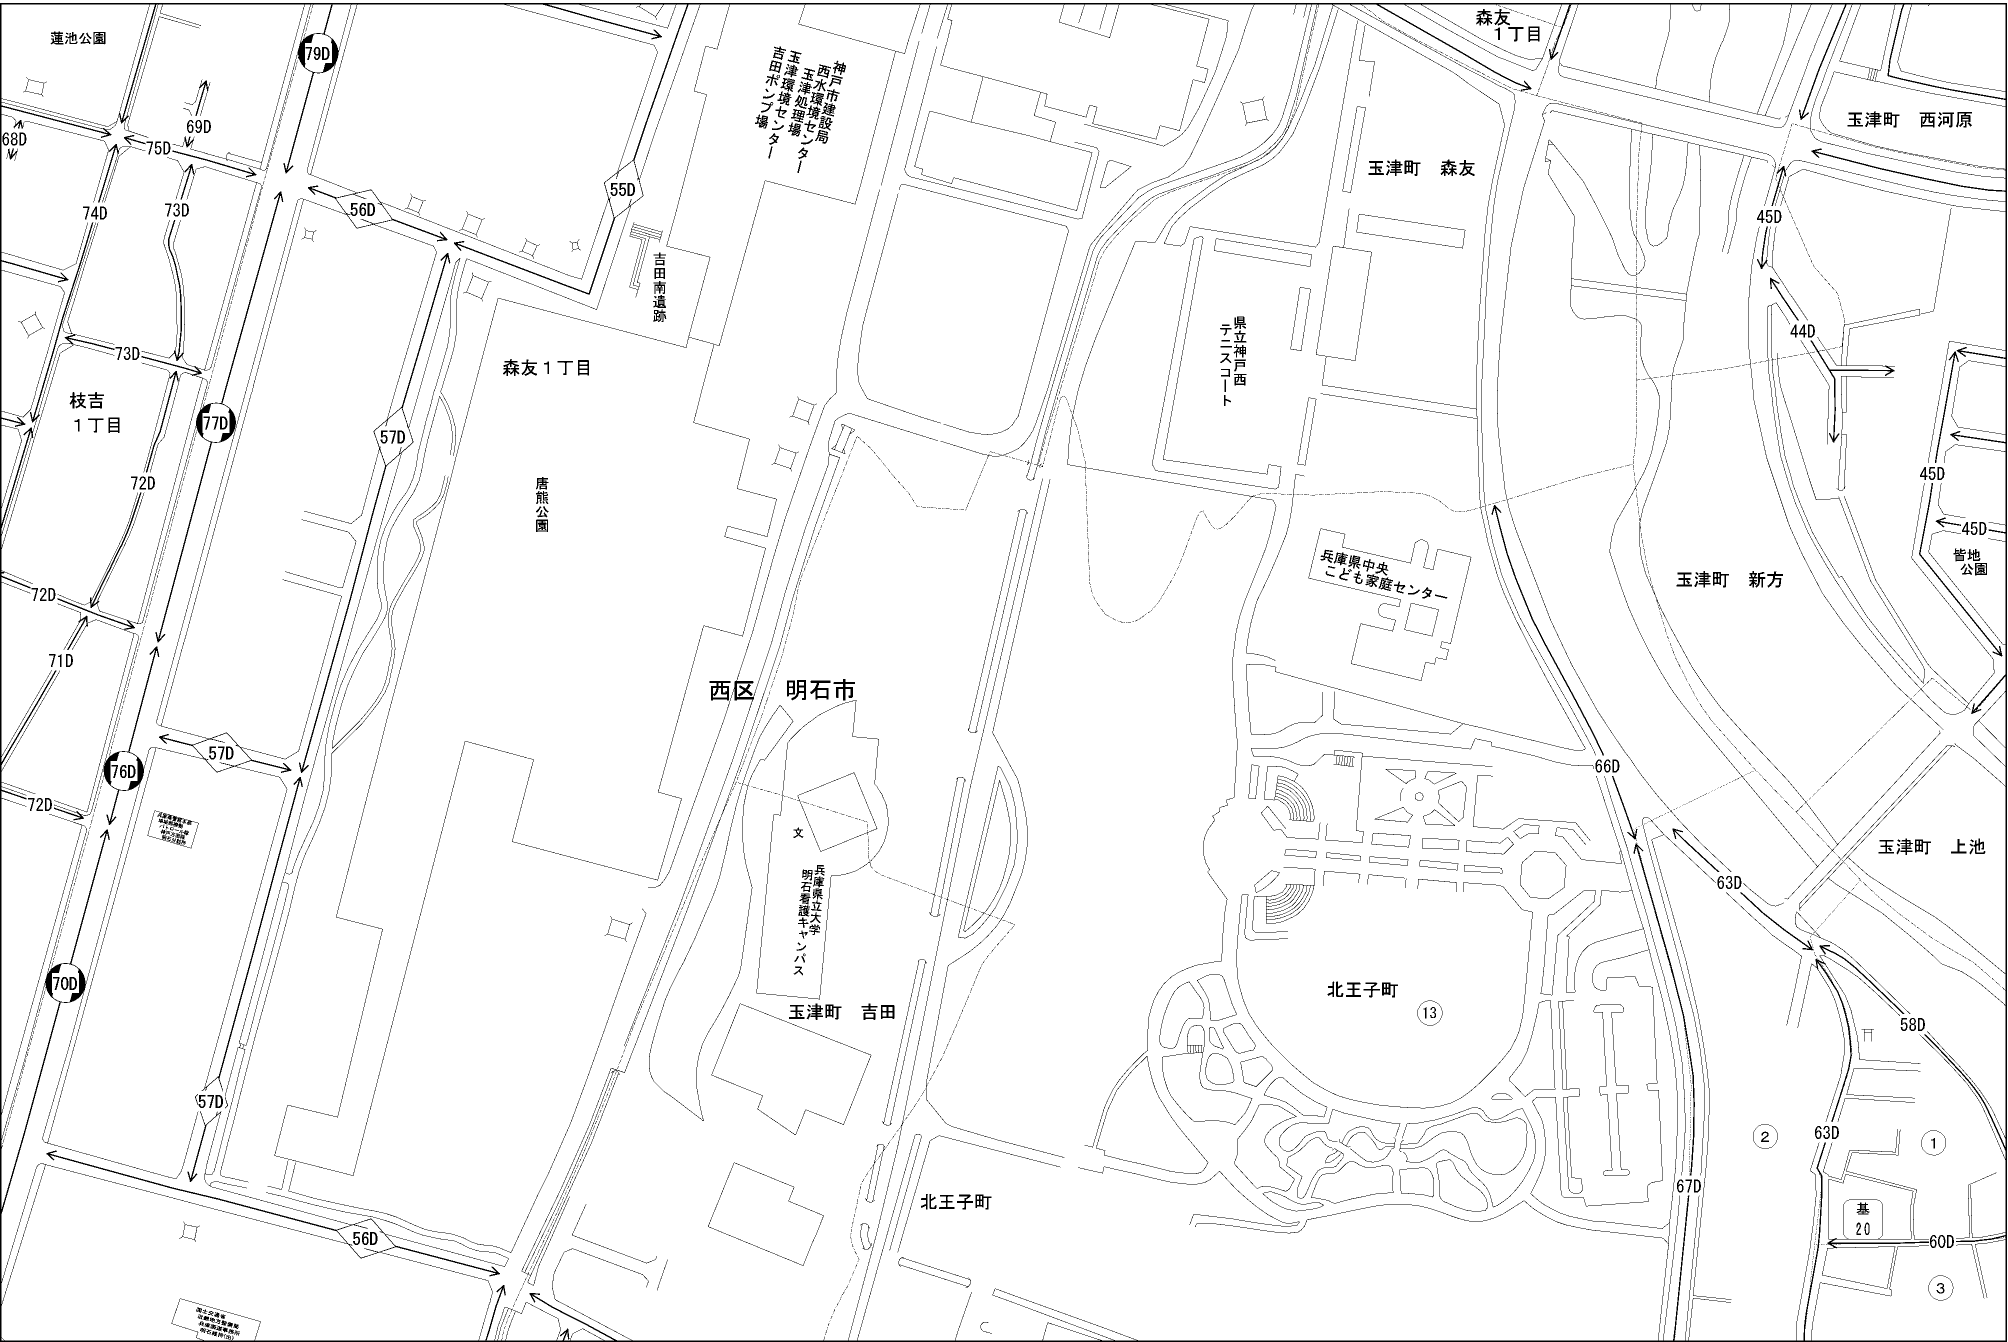 蓮池公園
79D
森友
1丁目
神戸市建設局
西水環境センター
玉津処理場
玉津環境センター
吉田ポンプ場
68D
69D
75D
玉津町 西河原
玉津町 森友
74D
73D
56D
55D
45D
吉田南遺跡
県立神戸西
テニスコート
44D
73D
森友1丁目
枝吉
1丁目
77D
57D
72D
唐熊公園
45D
45D
皆地
公園
兵庫県中央
こども家庭センター
玉津町 新方
72D
71D
西区 明石市
57D
76D
66D
72D
文
玉津町 上池
63D
兵庫県立大学
明石看護キャンパス
70D
北王子町
13
玉津町 吉田
58D
57D
63D
2
1
67D
北王子町
基
20
56D
60D
3